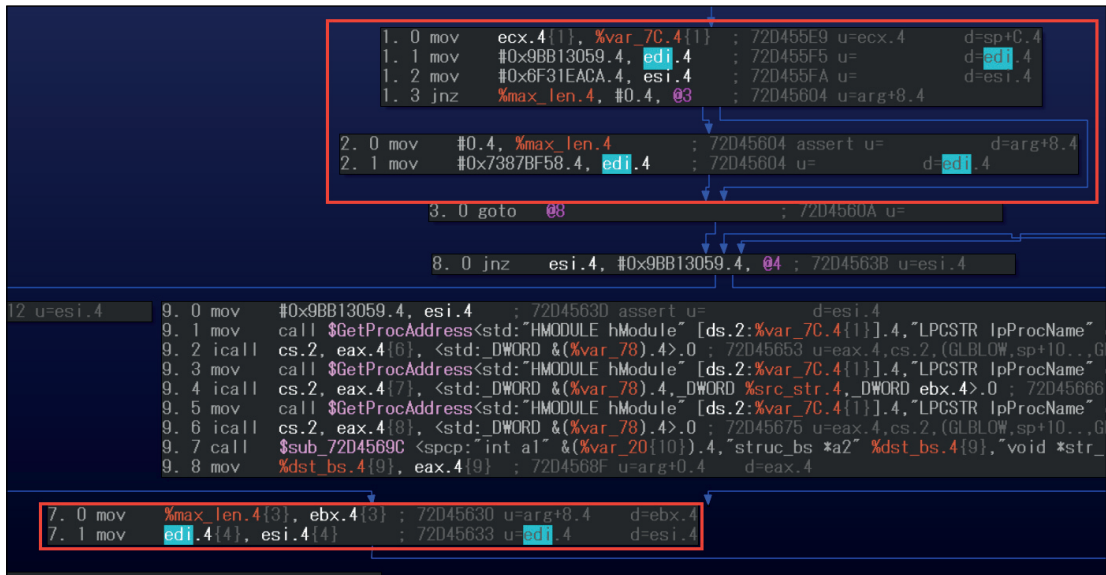 1. 0 mov ecx.4{1}, %var_7C.4{1} ; 72D455E9 u=ecx.4 d=sp+C.4
1. 1 mov #0x9BB13059.4, edi.4 ; 72D455F5 u= d=edi.4
1. 2 mov #0x6F31EACA.4, esi.4 ; 72D455FA u= d=esi.4
1. 3 jnz %max_len.4, #0.4, @3 ; 72D45604 u=arg+8.4
2. 0 mov #0.4, %max_len.4 ; 72D45604 assert u= d=arg+8.4
2. 1 mov #0x7387BF58.4, edi.4 ; 72D45604 u= d=edi.4
3. 0 goto @8 ; 72D4560A u=
8. 0 jnz esi.4, #0x9BB13059.4, @4 ; 72D4563B u=esi.4
12 u=esi.4
9. 0 mov #0x9BB13059.4, esi.4 ; 72D4563D assert u= d=esi.4
9. 1 mov call $GetProcAddress<std:"HMODULE hModule" [ds.2:%var_7C.4{1}].4,"LPCSTR lpProcName"
9. 2 icall cs.2, eax.4{6}, <std:_DWORD &(%var_78).4>.0 ; 72D45653 u=eax.4,cs.2,(GLBLOW,sp+10..,G
9. 3 mov call $GetProcAddress<std:"HMODULE hModule" [ds.2:%var_7C.4{1}].4,"LPCSTR lpProcName"
9. 4 icall cs.2, eax.4{7}, <std:_DWORD &(%var_78).4,_DWORD %src_str.4,_DWORD ebx.4>.0 ; 72D45666
9. 5 mov call $GetProcAddress<std:"HMODULE hModule" [ds.2:%var_7C.4{1}].4,"LPCSTR lpProcName"
9. 6 icall cs.2, eax.4{8}, <std:_DWORD &(%var_78).4>.0 ; 72D45675 u=eax.4,cs.2,(GLBLOW,sp+10..,G
9. 7 call $sub_72D4569C <spcp:"int a1" &(%var_20{10}).4,"struc_bs *a2" %dst_bs.4{9},"void *str_
9. 8 mov %dst_bs.4{9}, eax.4{9} ; 72D4568F u=arg+0.4 d=eax.4
7. 0 mov %max_len.4{3}, ebx.4{3} ; 72D45630 u=arg+8.4 d=ebx.4
7. 1 mov edi.4{4}, esi.4{4} ; 72D45633 u=edi.4 d=esi.4